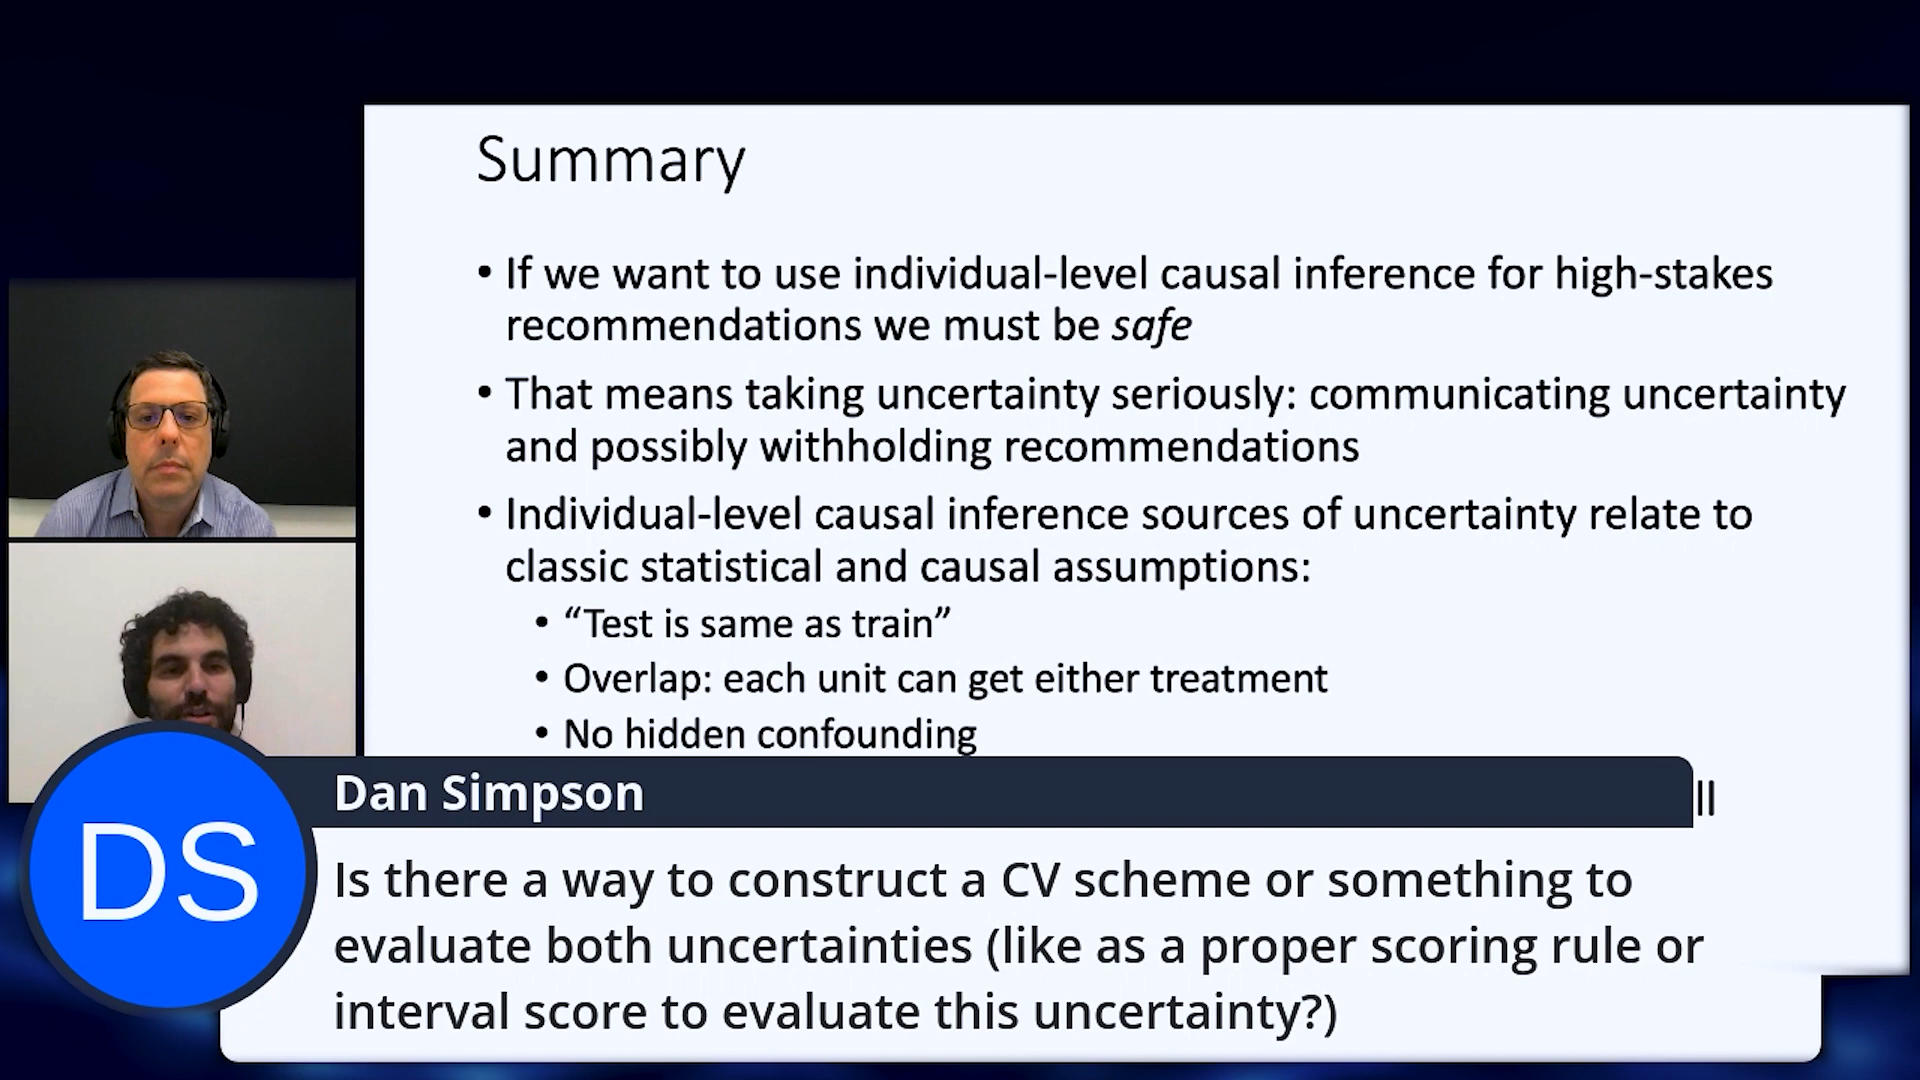 Summary
• If we want to use individual-level causal inference for high-stakes
recommendations we must be safe
• That means taking uncertainty seriously: communicating uncertainty
and possibly withholding recommendations
• Individual-level causal inference sources of uncertainty relate to
classic statistical and causal assumptions:
• “Test is same as train”
• Overlap: each unit can get either treatment
• No hidden confounding
Dan Simpson
DS
Is there a way to construct a CV scheme or something to
evaluate both uncertainties (like as a proper scoring rule or
interval score to evaluate this uncertainty?)